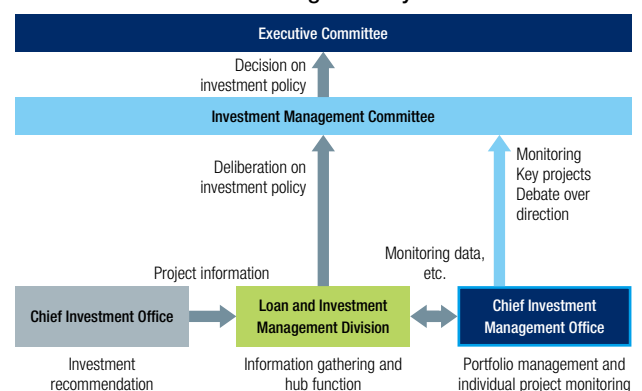 Executive Committee
Decision on
investment policy
Investment Management Committee
Deliberation on
investment policy
Monitoring
Key projects
Debate over
direction
Monitoring data,
etc.
Project information
Chief Investment Office
Loan and Investment
Management Division
Chief Investment
Management Office
Investment
recommendation
Information gathering and
hub function
Portfolio management and
individual project monitoring